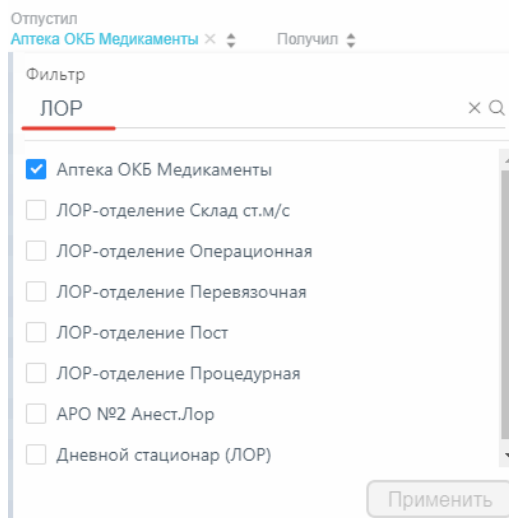 Отпустил
Аптека ОКБ Медикаменты Получил
Фильтр
ЛОР
Аптека ОКБ Медикаменты
ЛОР-отделение Склад ст.м/с
ЛОР-отделение Операционная
ЛОР-отделение Перевязочная
ЛОР-отделение Пост
ЛОР-отделение Процедурная
АРО №2 Анест.Лор
Дневной стационар (ЛОР)
Применить